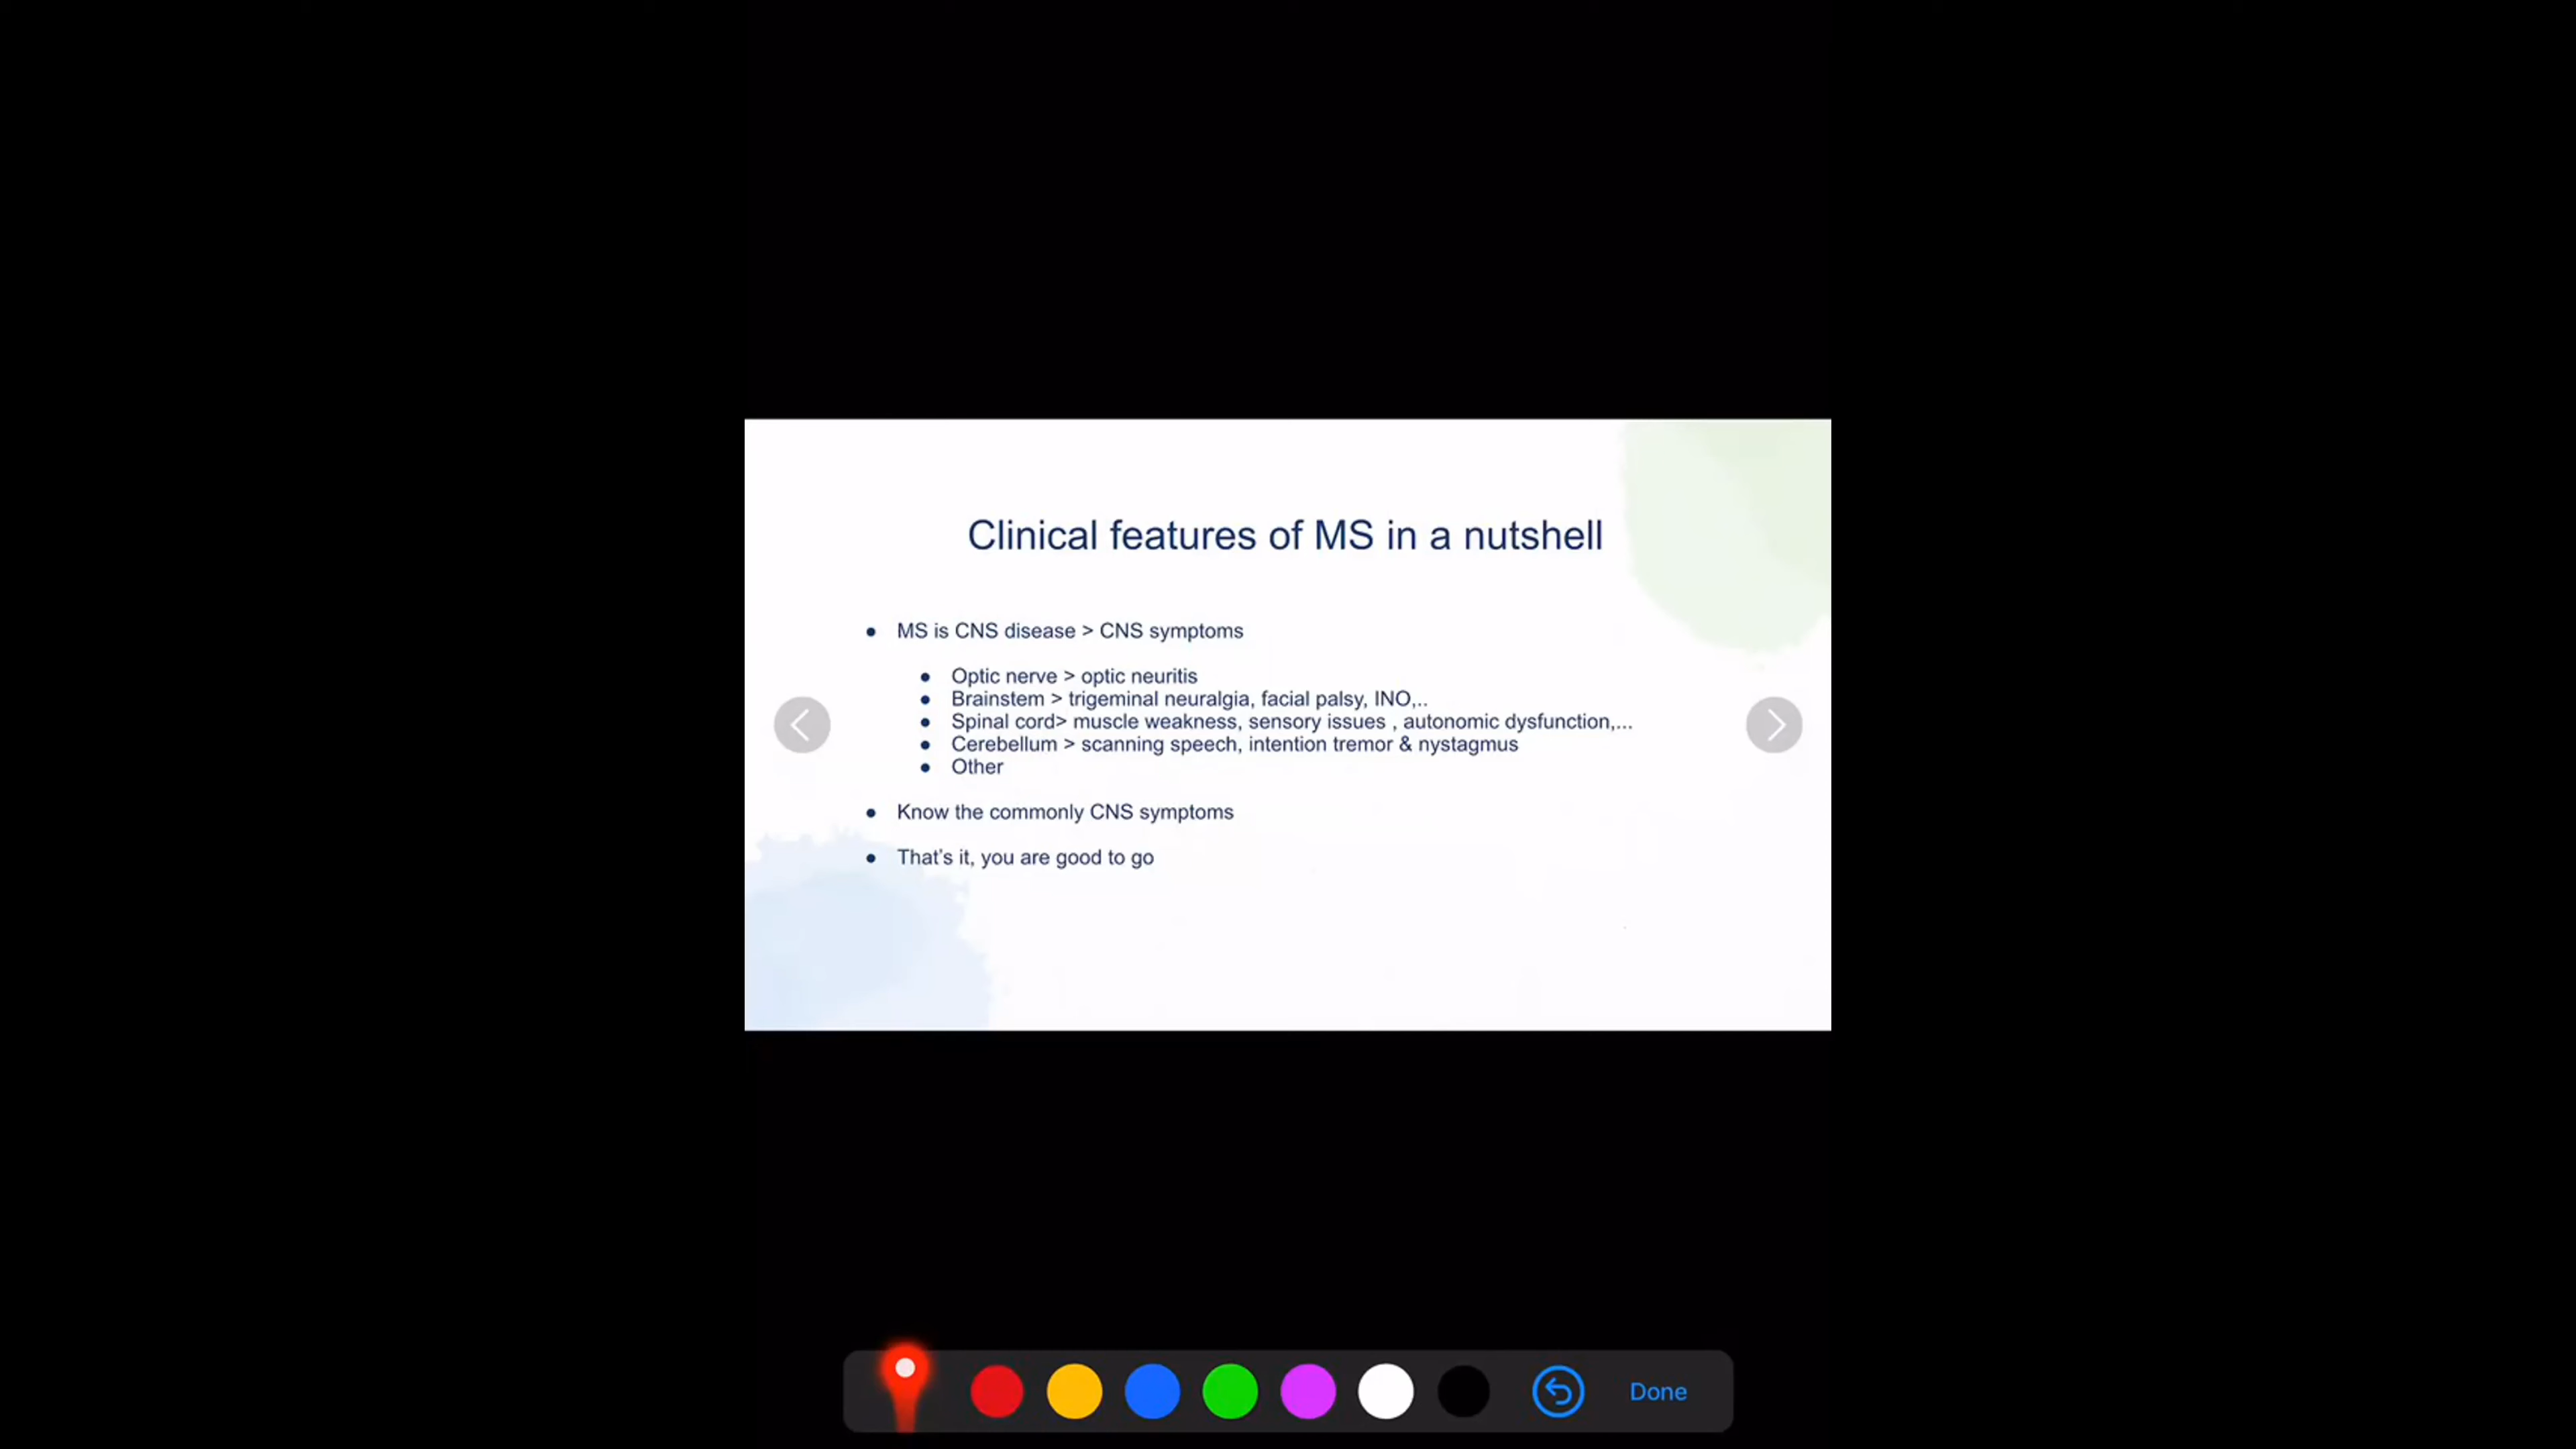 Clinical features of MS in a nutshell
● MS is CNS disease > CNS symptoms
● Optic nerve > optic neuritis
● Brainstem > trigeminal neuralgia, facial palsy, INO,..
● Spinal cord> muscle weakness, sensory issues , autonomic dysfunction,...
● Cerebellum > scanning speech, intention tremor & nystagmus
● Other
● Know the commonly CNS symptoms
● That's it, you are good to go
Done